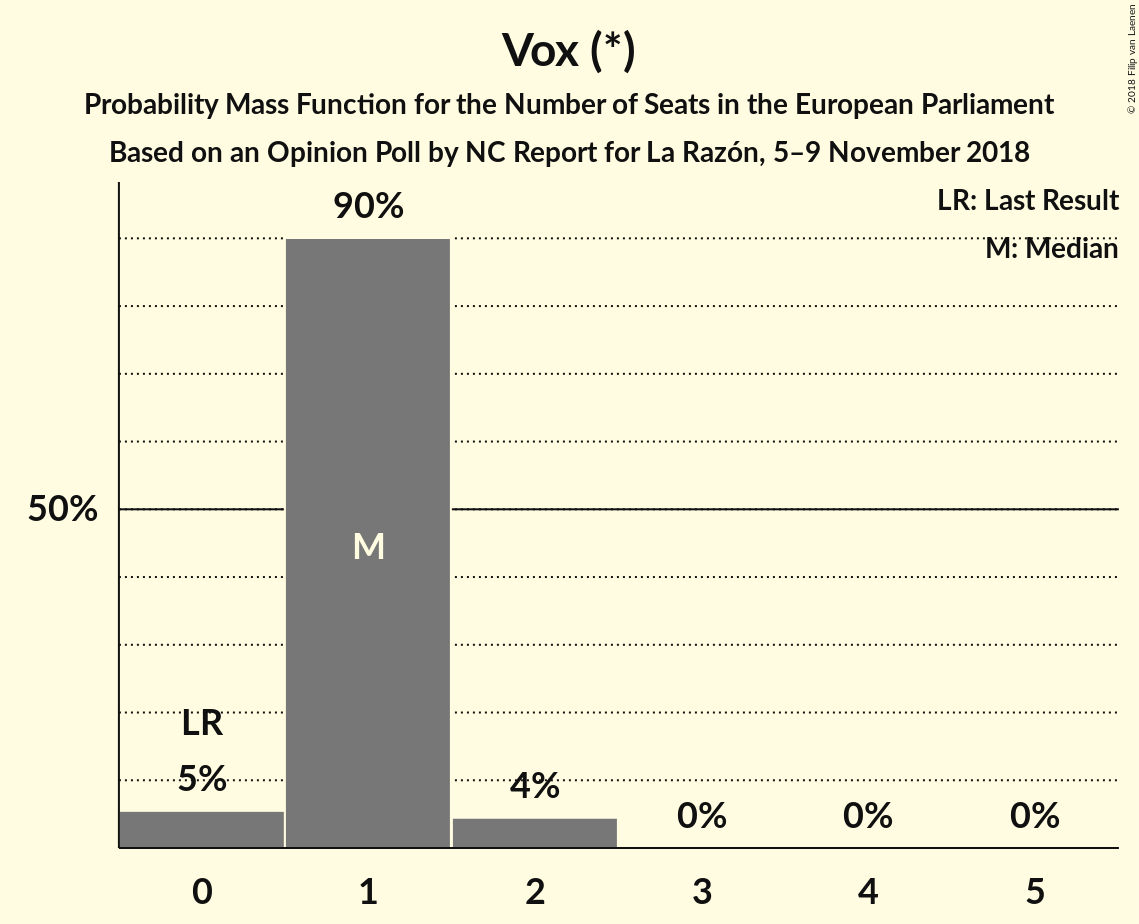 Vox (*)
Probability Mass Function for the Number of Seats in the European Parliament
Based on an Opinion Poll by NC Report for La Razón, 5–9 November 2018
© 2018 Filip van Laenen
LR: Last Result
M: Median
90%
50%
M
LR
5%
4%
0%
0%
0%
0
1
2
3
4
5